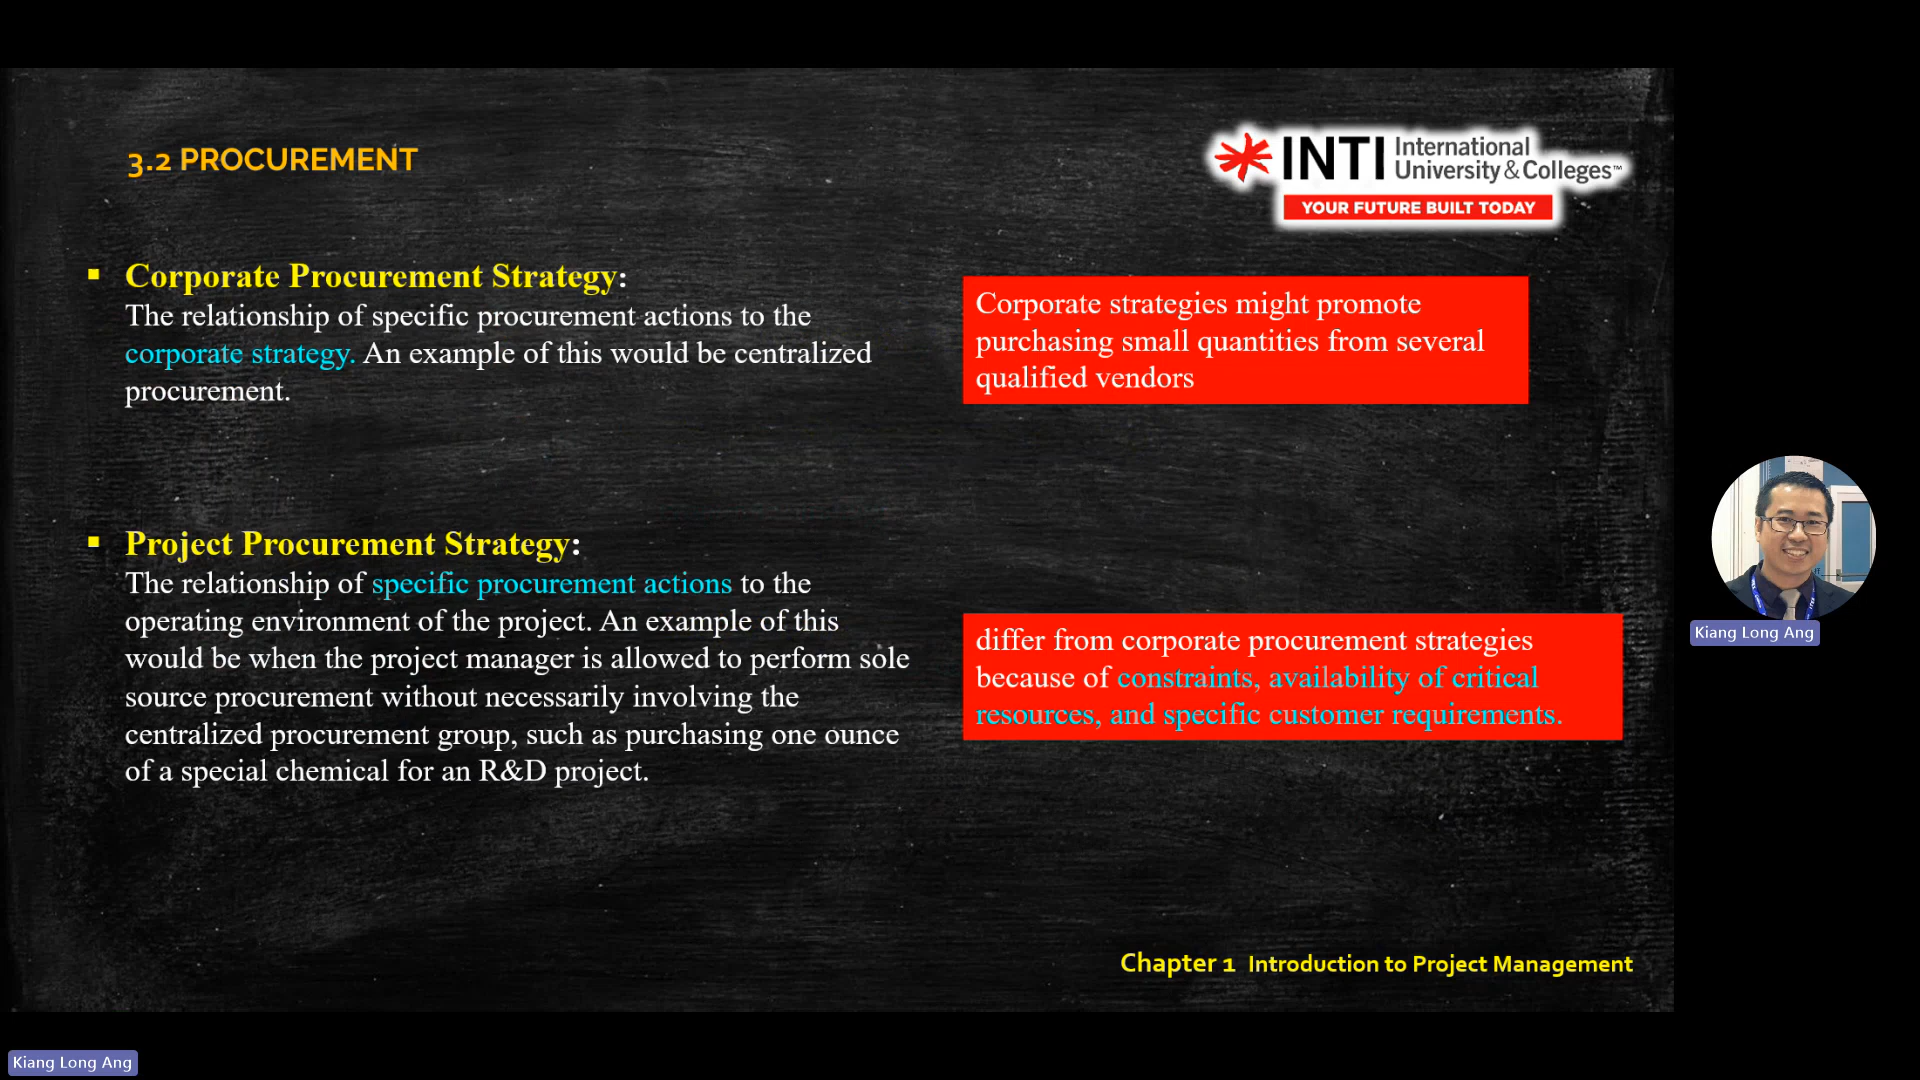 3.2 PROCUREMENT
INTI International
University & Colleges™
YOUR FUTURE BUILT TODAY
▪ Corporate Procurement Strategy:
The relationship of specific procurement actions to the
corporate strategy. An example of this would be centralized
procurement.
Corporate strategies might promote
purchasing small quantities from several
qualified vendors
▪ Project Procurement Strategy:
The relationship of specific procurement actions to the
operating environment of the project. An example of this
would be when the project manager is allowed to perform sole
source procurement without necessarily involving the
centralized procurement group, such as purchasing one ounce
of a special chemical for an R&D project.
differ from corporate procurement strategies
because of constraints, availability of critical
resources, and specific customer requirements.
Kiang Long Ang
Chapter 1 Introduction to Project Management
Kiang Long Ang